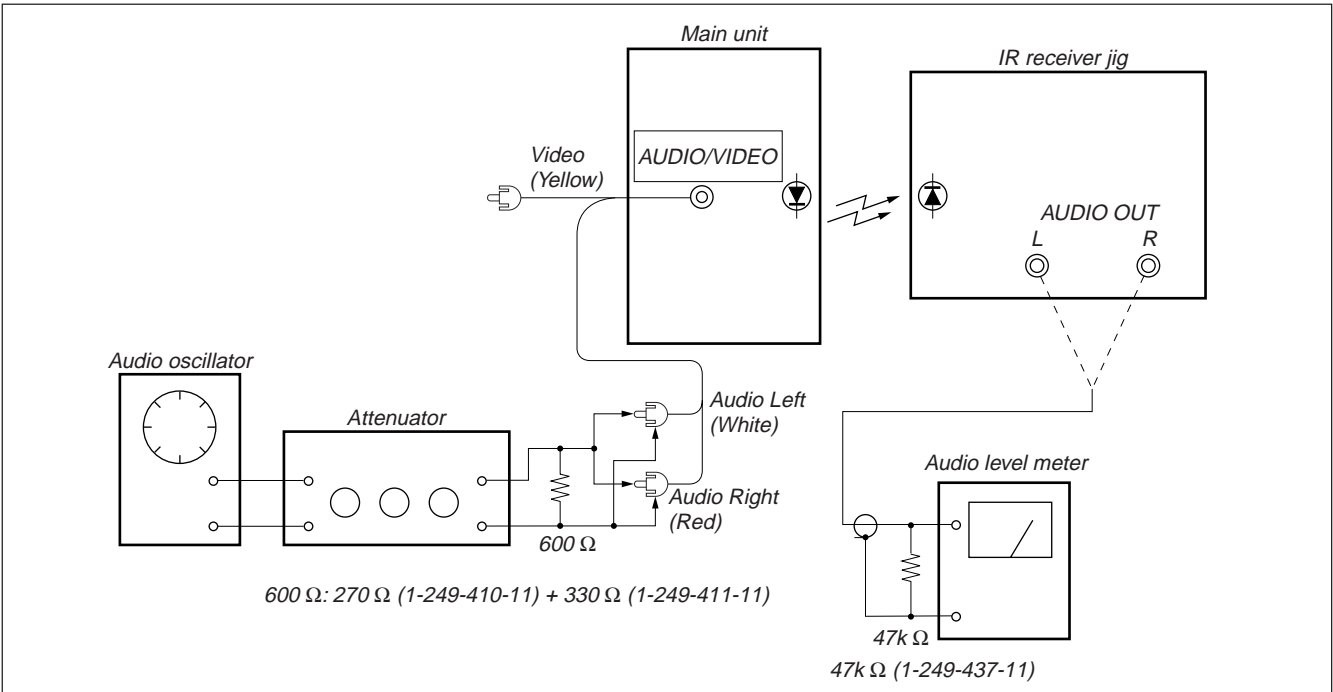 Main unit
IR receiver jig
Video
(Yellow)
AUDIO/VIDEO
AUDIO OUT
L
R
Audio oscillator
Attenuator
Audio Left
(White)
Audio Right
(Red)
600 Ω
Audio level meter
600 Ω: 270 Ω (1-249-410-11) + 330 Ω (1-249-411-11)
47k Ω
47k Ω (1-249-437-11)